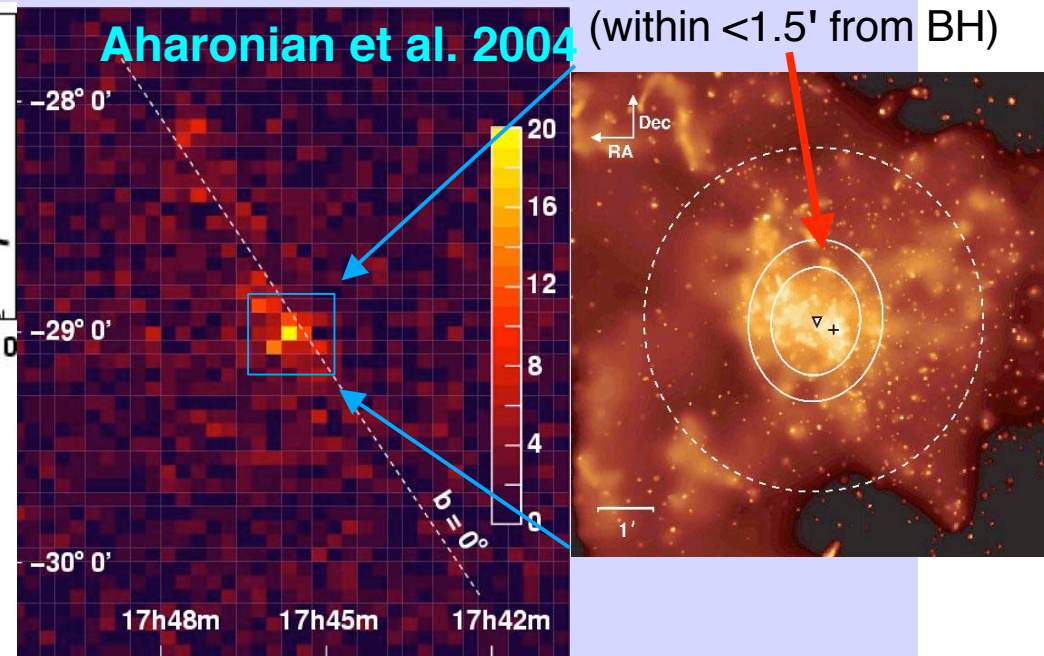 Aharonian et al. 2004
(within <1.5' from BH)
–28° 0'
–29° 0'
–30° 0'
0
20
16
12
8
4
0
b = 0°
17h48m
17h45m
17h42m
Dec
RA
1'